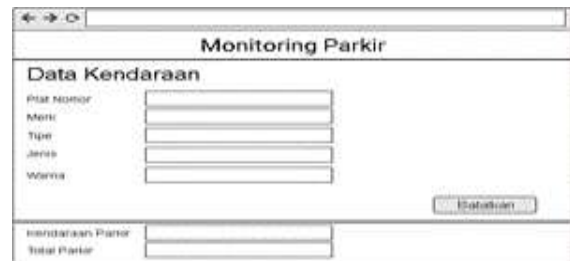 Monitoring Parkir
Data Kendaraan
Plat Nomor
Merk
Tipe
Jenis
Warna
Batalkan
Kendaraan Parkir
Total Parkir